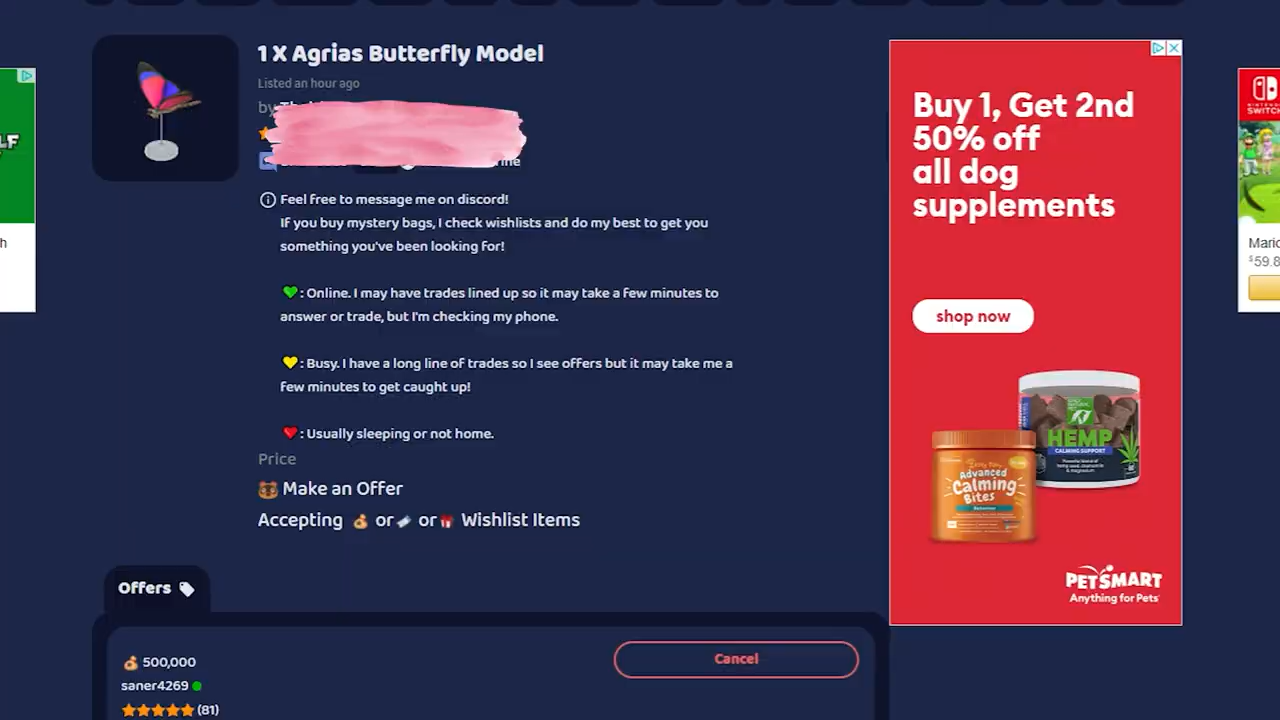 1 X Agrias Butterfly Model
Listed an hour ago
by
Feel free to message me on discord!
If you buy mystery bags, I check wishlists and do my best to get you
something you've been looking for!
💚: Online. I may have trades lined up so it may take a few minutes to
answer or trade, but I'm checking my phone.
💛: Busy. I have a long line of trades so I see offers but it may take me a
few minutes to get caught up!
❤️: Usually sleeping or not home.
Price
Make an Offer
Accepting or or Wishlist Items
Offers
500,000
Cancel
saner4269
(81)
Buy 1, Get 2nd
50% off
all dog
supplements
shop now
HEMP
CALMING SUPPORT
Advanced
Calming
Bites
PETSMART
Anything for Pets
SWITCH
$59.8